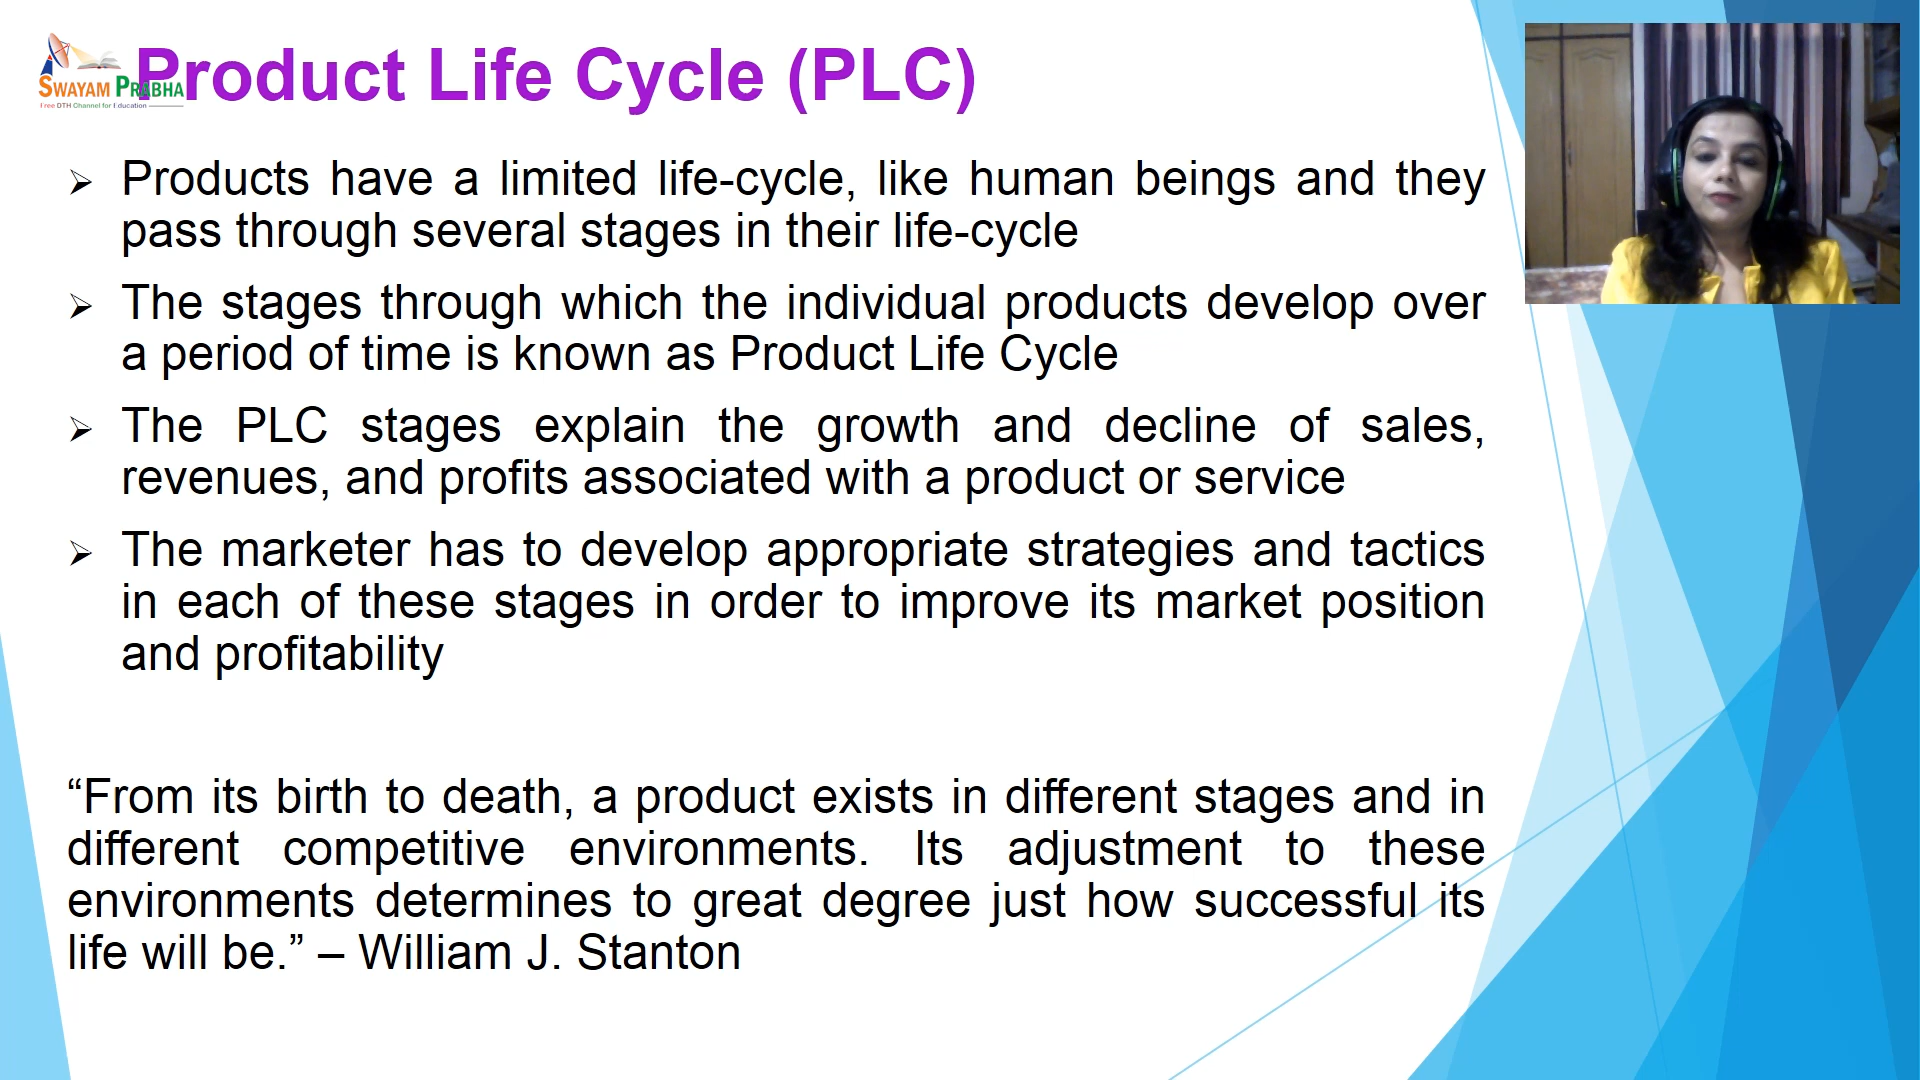 Product Life Cycle (PLC)
SWAYAM PRABHA
Free DTH Channel for Education
➢ Products have a limited life-cycle, like human beings and they
pass through several stages in their life-cycle
➢ The stages through which the individual products develop over
a period of time is known as Product Life Cycle
➢ The PLC stages explain the growth and decline of sales,
revenues, and profits associated with a product or service
➢ The marketer has to develop appropriate strategies and tactics
in each of these stages in order to improve its market position
and profitability
“From its birth to death, a product exists in different stages and in
different competitive environments. Its adjustment to these
environments determines to great degree just how successful its
life will be.” – William J. Stanton